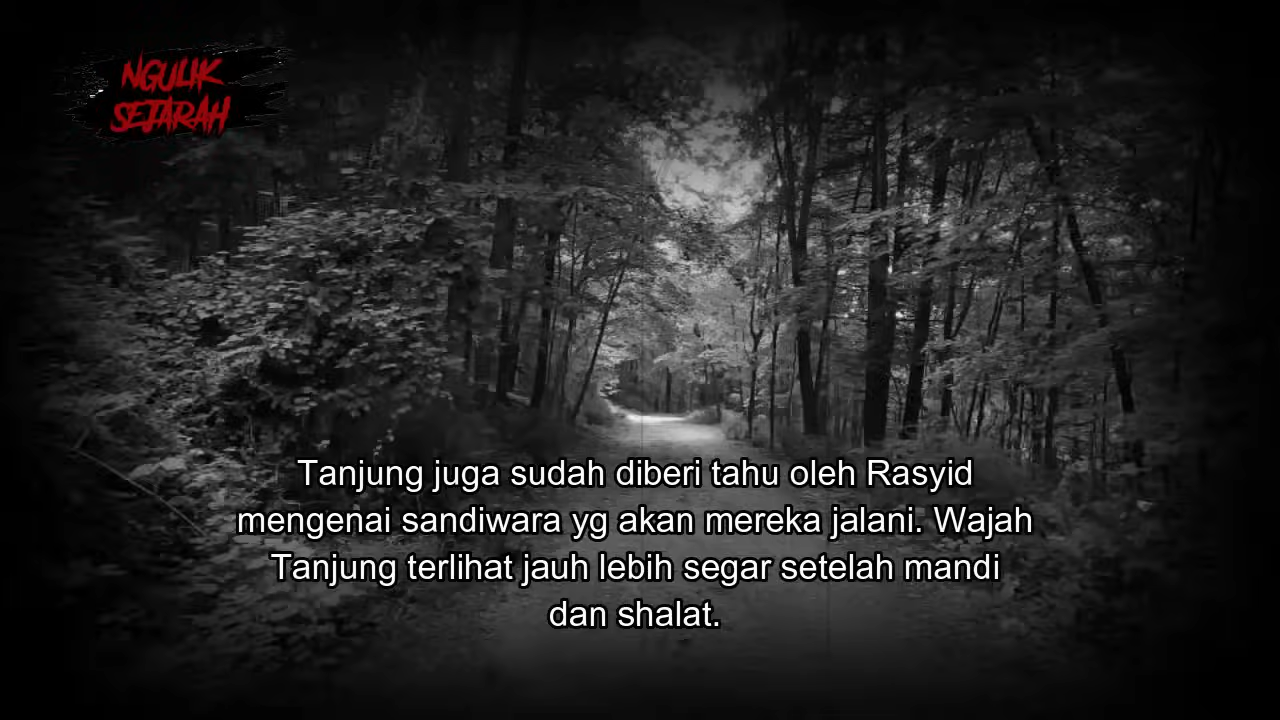 NGULIK
SEJARAH
Tanjung juga sudah diberi tahu oleh Rasyid
mengenai sandiwara yg akan mereka jalani. Wajah
Tanjung terlihat jauh lebih segar setelah mandi
dan shalat.